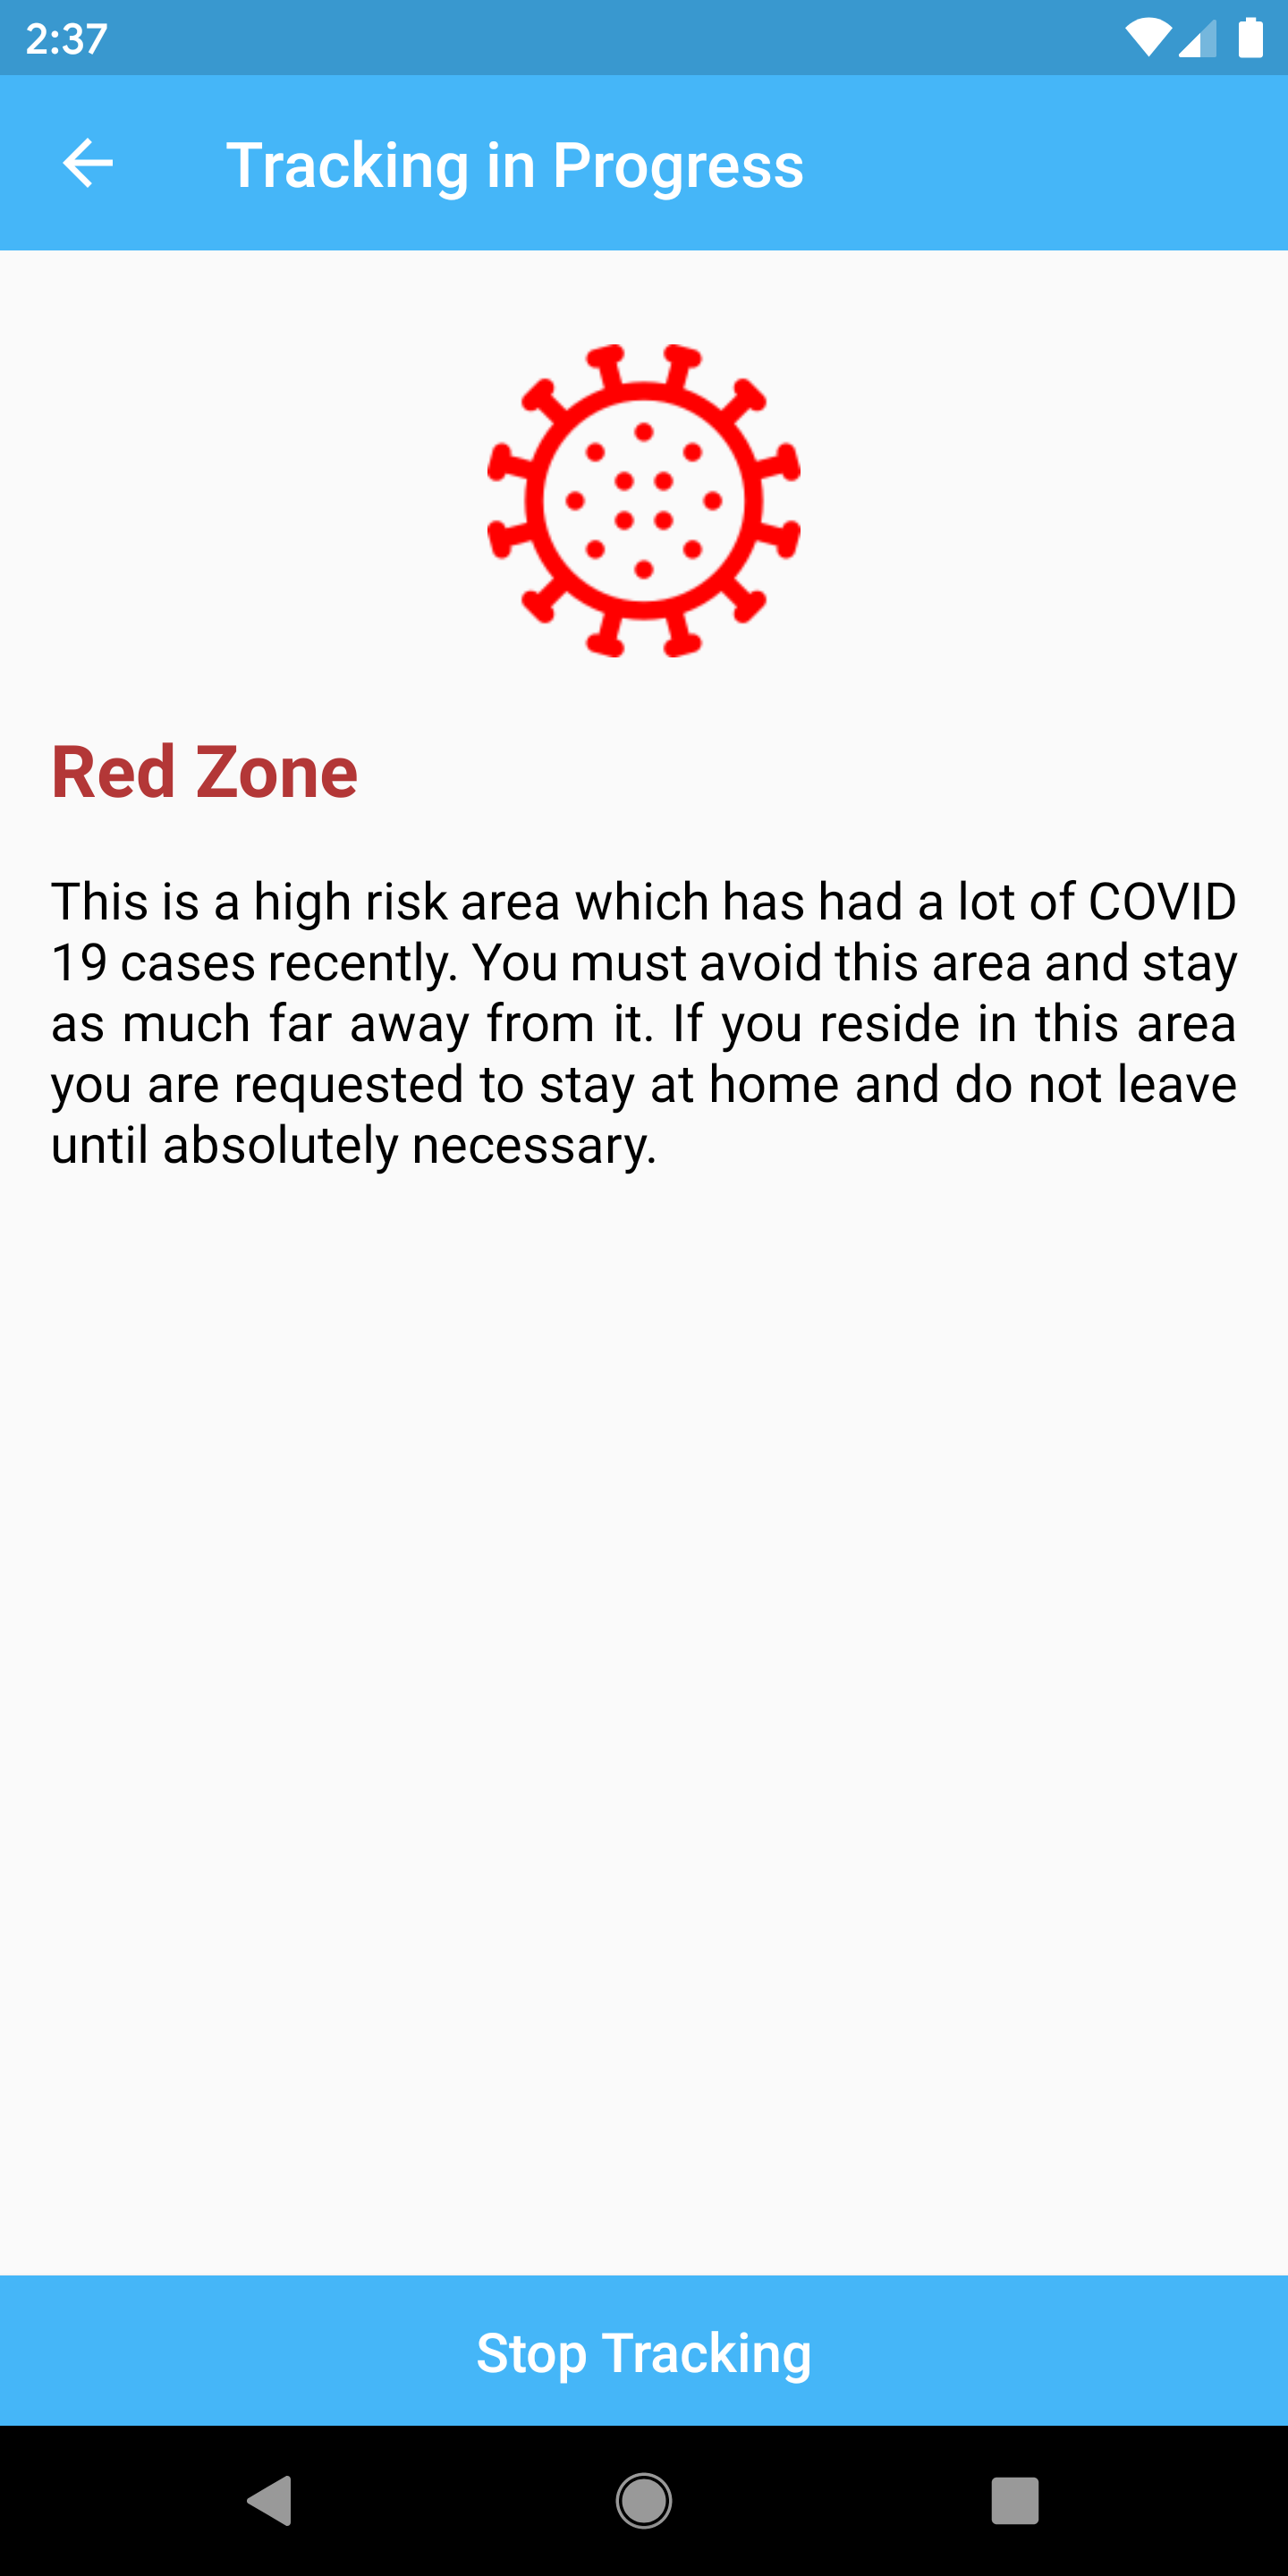 2:37
Tracking in Progress
Red Zone
This is a high risk area which has had a lot of COVID
19 cases recently. You must avoid this area and stay
as much far away from it. If you reside in this area
you are requested to stay at home and do not leave
until absolutely necessary.
Stop Tracking